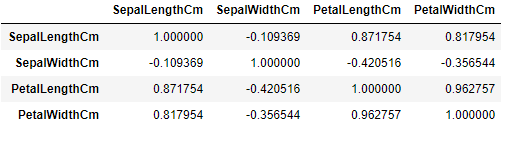 SepalLengthCm SepalWidthCm PetalLengthCm PetalWidthCm
SepalLengthCm 1.000000 -0.109369 0.871754 0.817954
SepalWidthCm -0.109369 1.000000 -0.420516 -0.356544
PetalLengthCm 0.871754 -0.420516 1.000000 0.962757
PetalWidthCm 0.817954 -0.356544 0.962757 1.000000